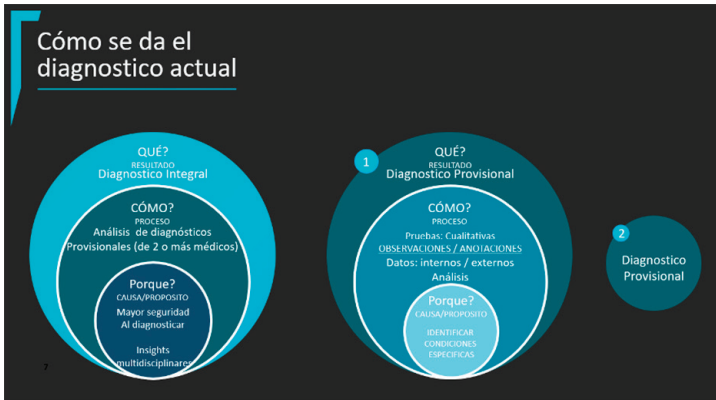 Cómo se da el
diagnostico actual
QUÉ?
RESULTADO
Diagnostico Integral
CÓMO?
PROCESO
Análisis de diagnósticos
Provisionales (de 2 o más médicos)
Porque?
CAUSA/PROPOSITO
Mayor seguridad
Al diagnosticar
Insights
multidisciplinares
1
QUÉ?
RESULTADO
Diagnostico Provisional
CÓMO?
PROCESO
Pruebas: Cualitativas
OBSERVACIONES / ANOTACIONES
Datos: internos / externos
Análisis
Porque?
CAUSA/PROPOSITO
IDENTIFICAR
CONDICIONES
ESPECIFICAS
2
Diagnostico
Provisional
7